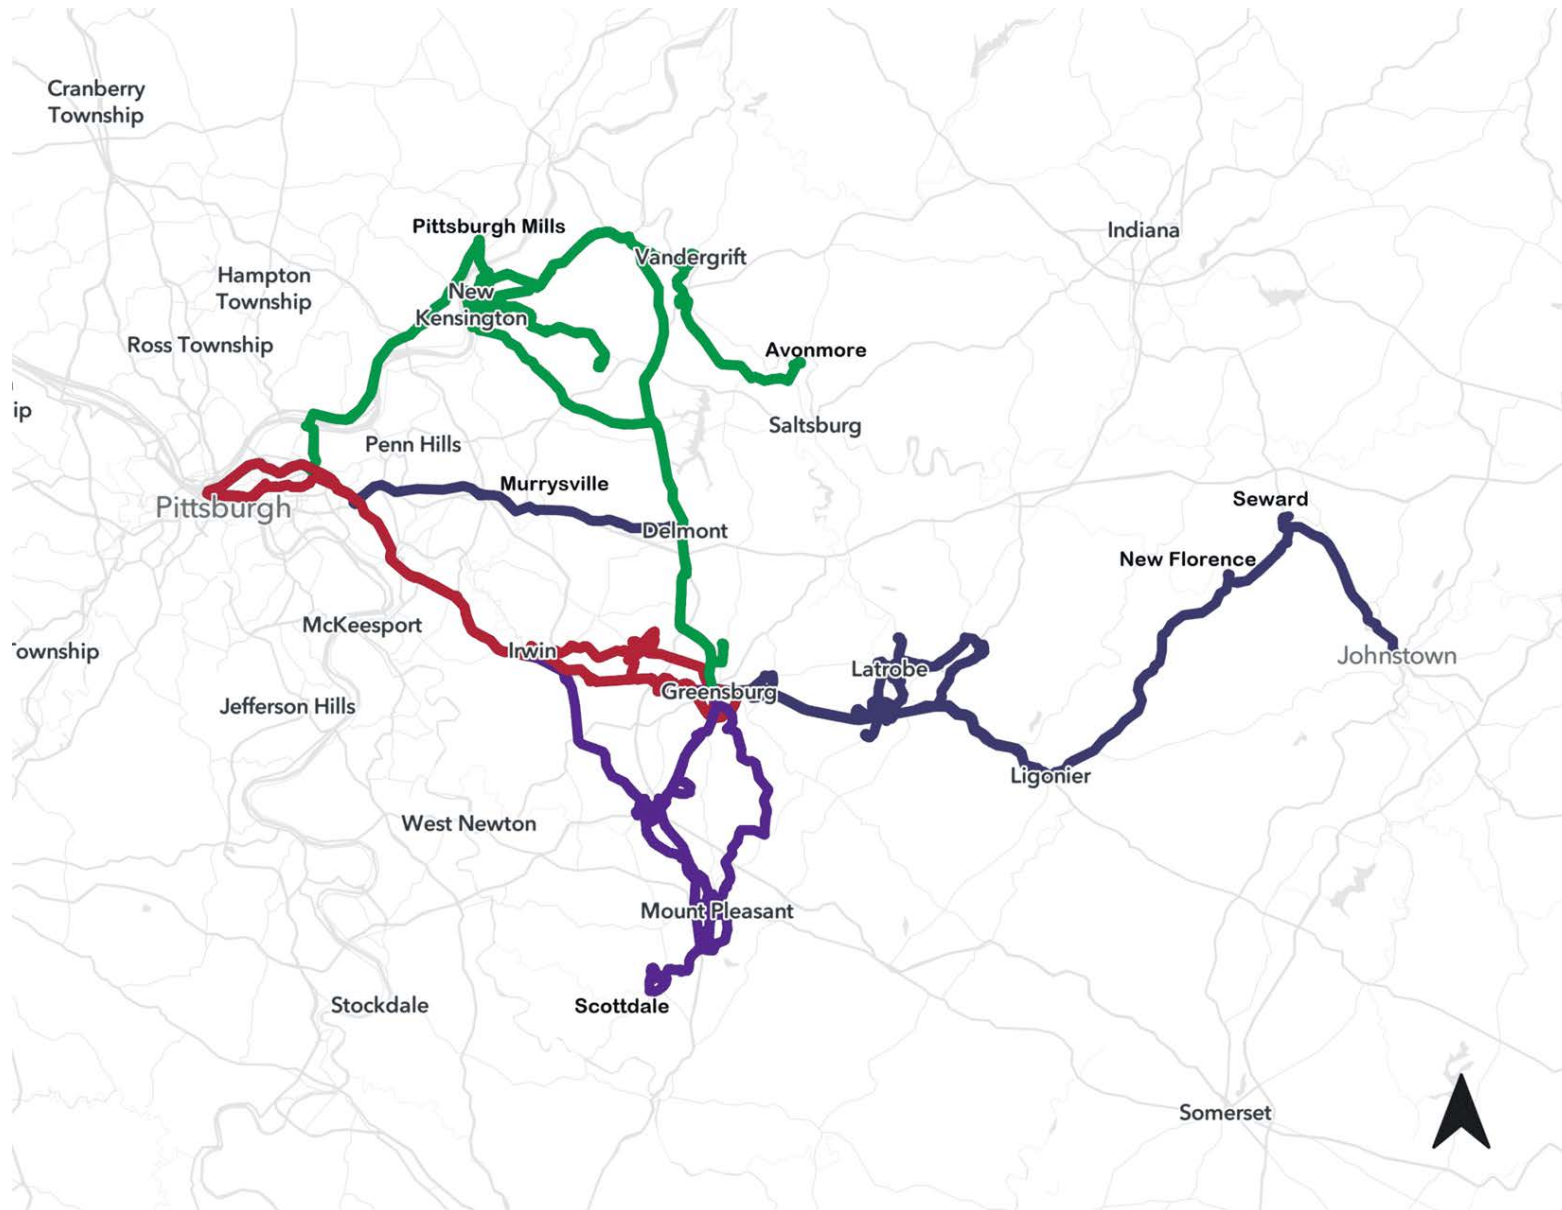 Cranberry
Township
Pittsburgh Mills
Indiana
Vandergrift
Hampton
Township
New
Kensington
Ross Township
Avonmore
ip
Saltsburg
Penn Hills
Murrysville
Seward
Pittsburgh
Delmont
New Florence
McKeesport
ownship
Irwin
Johnstown
Latrobe
Greensburg
Jefferson Hills
Ligonier
West Newton
Mount Pleasant
Stockdale
Scottdale
Somerset